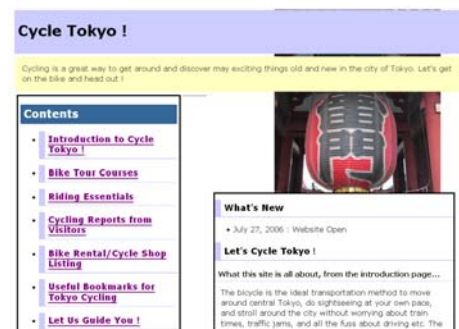 Cycle Tokyo !
Cycling is a great way to get around and discover may exciting things old and new in the city of Tokyo. Let's get
on the bike and head out !
Contents
Introduction to Cycle
Tokyo !
Bike Tour Courses
Riding Essentials
Cycling Reports from
Visitors
Bike Rental/Cycle Shop
Listing
Useful Bookmarks for
Tokyo Cycling
Let Us Guide You !
What's New
July 27, 2006 : Website Open
Let's Cycle Tokyo !
What this site is all about, from the introduction page...
The bicycle is the ideal transportation method to move
around central Tokyo, do sightseeing at your own pace,
and stroll around the city without worrying about train
times, traffic jams, and all the fuss about driving etc. The